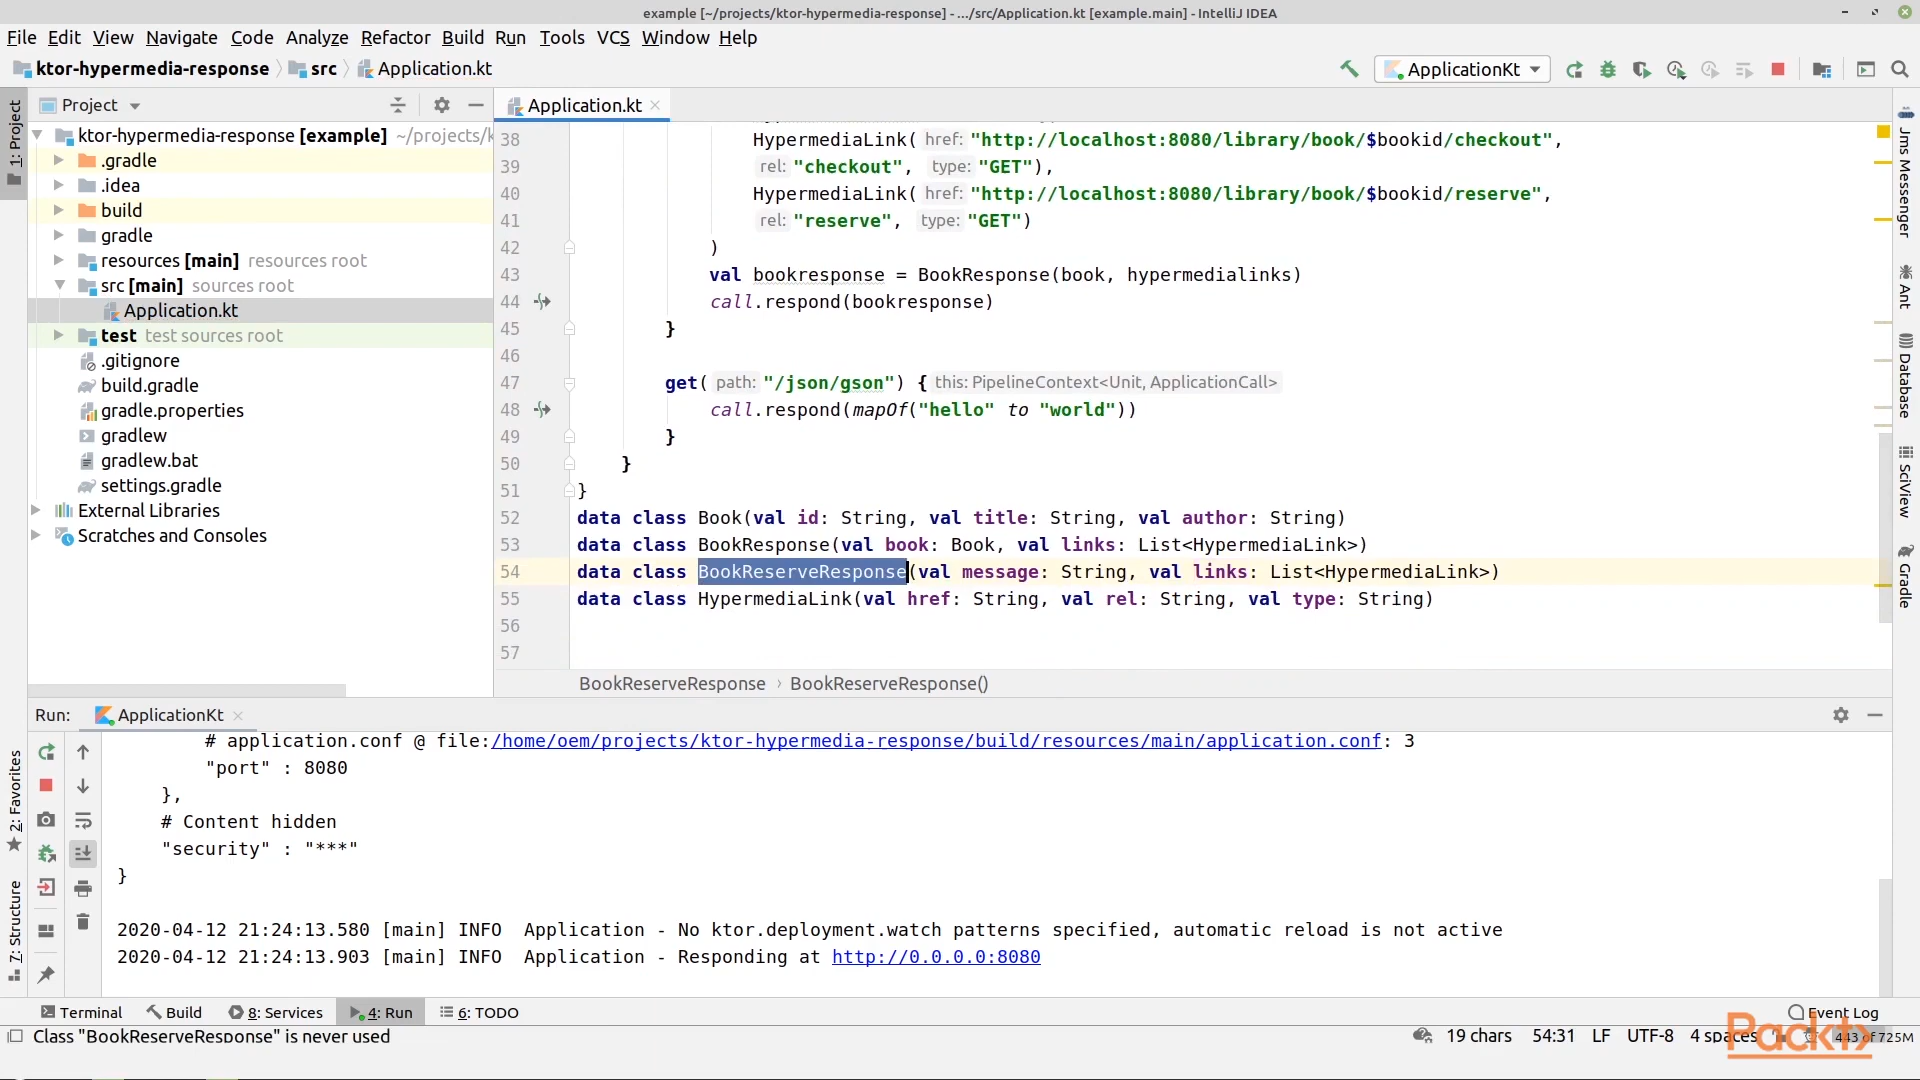 example [~/projects/ktor-hypermedia-response] - .../src/Application.kt [example.main] - IntelliJ IDEA
File Edit View Navigate Code Analyze Refactor Build Run Tools VCS Window Help
ktor-hypermedia-response src Application.kt
ApplicationKt
1: Project
Project
Application.kt
ktor-hypermedia-response [example] ~/projects/k
.gradle
.idea
build
gradle
resources [main] resources root
src [main] sources root
Application.kt
test test sources root
.gitignore
build.gradle
gradle.properties
gradlew
gradlew.bat
settings.gradle
External Libraries
Scratches and Consoles
38 HypermediaLink( href: "http://localhost:8080/library/book/$bookid/checkout",
39 rel: "checkout", type: "GET"),
40 HypermediaLink( href: "http://localhost:8080/library/book/$bookid/reserve",
41 rel: "reserve", type: "GET")
42 )
43 val bookresponse = BookResponse(book, hypermedialinks)
44 call.respond(bookresponse)
45 }
46
47 get( path: "/json/gson") { this: PipelineContext<Unit, ApplicationCall>
48 call.respond(mapOf("hello" to "world"))
49 }
50 }
51 }
52 data class Book(val id: String, val title: String, val author: String)
53 data class BookResponse(val book: Book, val links: List<HypermediaLink>)
54 data class BookReserveResponse(val message: String, val links: List<HypermediaLink>)
55 data class HypermediaLink(val href: String, val rel: String, val type: String)
56
57
BookReserveResponse › BookReserveResponse()
Jms Messenger
Ant
Database
SciView
Gradle
Run: ApplicationKt
2: Favorites
7: Structure
# application.conf @ file:/home/oem/projects/ktor-hypermedia-response/build/resources/main/application.conf: 3
"port" : 8080
},
# Content hidden
"security" : "***"
}
2020-04-12 21:24:13.580 [main] INFO Application - No ktor.deployment.watch patterns specified, automatic reload is not active
2020-04-12 21:24:13.903 [main] INFO Application - Responding at http://0.0.0.0:8080
Terminal Build 8: Services 4: Run 6: TODO
Event Log
Class "BookReserveResponse" is never used
19 chars 54:31 LF UTF-8 4 spaces 443 of 725M
Packt>